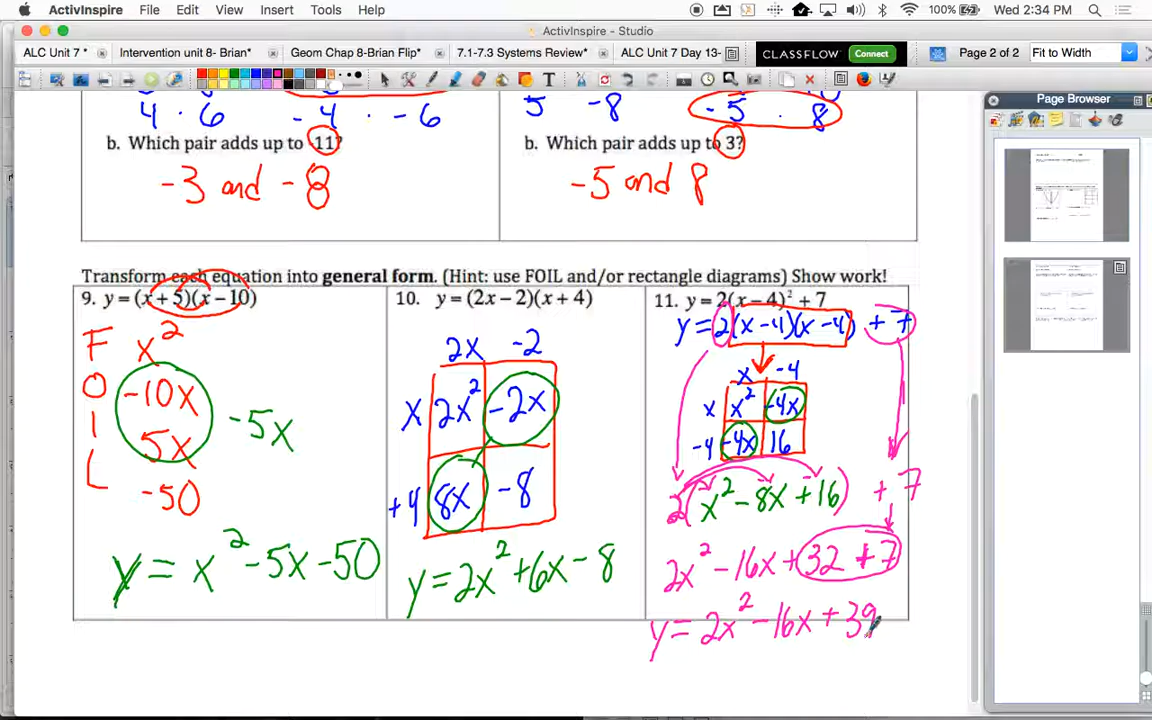 ActivInspire File Edit View Insert Tools Help 100% Wed 2:34 PM
ActivInspire - Studio
ALC Unit 7 * Intervention unit 8- Brian* Geom Chap 8-Brian Flip* 7.1-7.3 Systems Review* ALC Unit 7 Day 13- CLASSFLOW Connect Page 2 of 2 Fit to Width
Page Browser
4 · 6 -4 · -6
5 -8 -5 · 8
b. Which pair adds up to -11?
-3 and -8
b. Which pair adds up to 3?
-5 and 8
Transform each equation into general form. (Hint: use FOIL and/or rectangle diagrams) Show work!
9. y = (x + 5)(x − 10)
F x²
O -10x
I 5x
L -50
-5x
y = x² -5x -50
10. y = (2x − 2)(x + 4)
2x -2
x 2x² -2x
+4 8x -8
y = 2x² +6x - 8
11. y = 2(x − 4)² + 7
y = 2(x-4)(x-4) + 7
x -4
x x² -4x
-4 -4x 16
2(x² - 8x + 16) + 7
2x² - 16x + 32 + 7
y = 2x² - 16x + 39